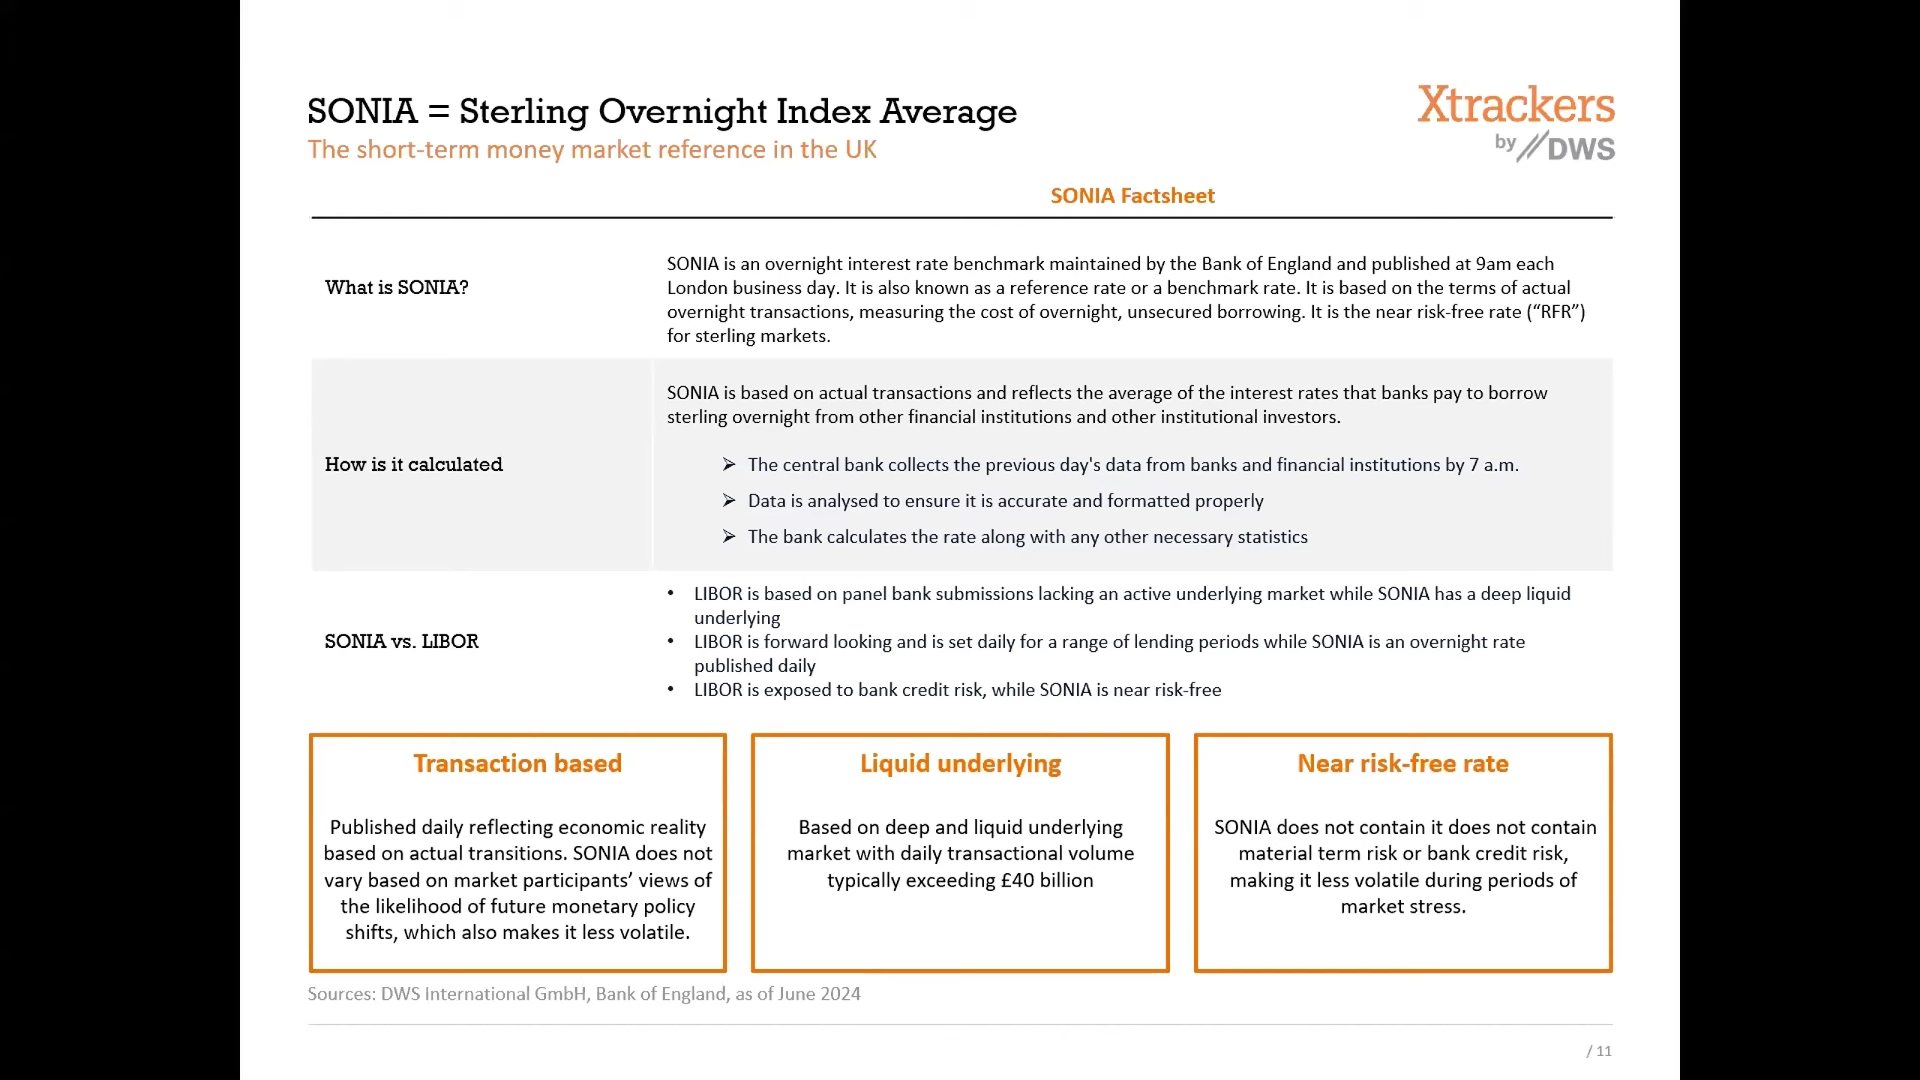 SONIA = Sterling Overnight Index Average
The short-term money market reference in the UK
Xtrackers
by DWS
SONIA Factsheet
What is SONIA?
SONIA is an overnight interest rate benchmark maintained by the Bank of England and published at 9am each
London business day. It is also known as a reference rate or a benchmark rate. It is based on the terms of actual
overnight transactions, measuring the cost of overnight, unsecured borrowing. It is the near risk-free rate (“RFR”)
for sterling markets.
How is it calculated
SONIA is based on actual transactions and reflects the average of the interest rates that banks pay to borrow
sterling overnight from other financial institutions and other institutional investors.
➢ The central bank collects the previous day's data from banks and financial institutions by 7 a.m.
➢ Data is analysed to ensure it is accurate and formatted properly
➢ The bank calculates the rate along with any other necessary statistics
SONIA vs. LIBOR
• LIBOR is based on panel bank submissions lacking an active underlying market while SONIA has a deep liquid
underlying
• LIBOR is forward looking and is set daily for a range of lending periods while SONIA is an overnight rate
published daily
• LIBOR is exposed to bank credit risk, while SONIA is near risk-free
Transaction based
Published daily reflecting economic reality
based on actual transitions. SONIA does not
vary based on market participants’ views of
the likelihood of future monetary policy
shifts, which also makes it less volatile.
Liquid underlying
Based on deep and liquid underlying
market with daily transactional volume
typically exceeding £40 billion
Near risk-free rate
SONIA does not contain it does not contain
material term risk or bank credit risk,
making it less volatile during periods of
market stress.
Sources: DWS International GmbH, Bank of England, as of June 2024
/ 11